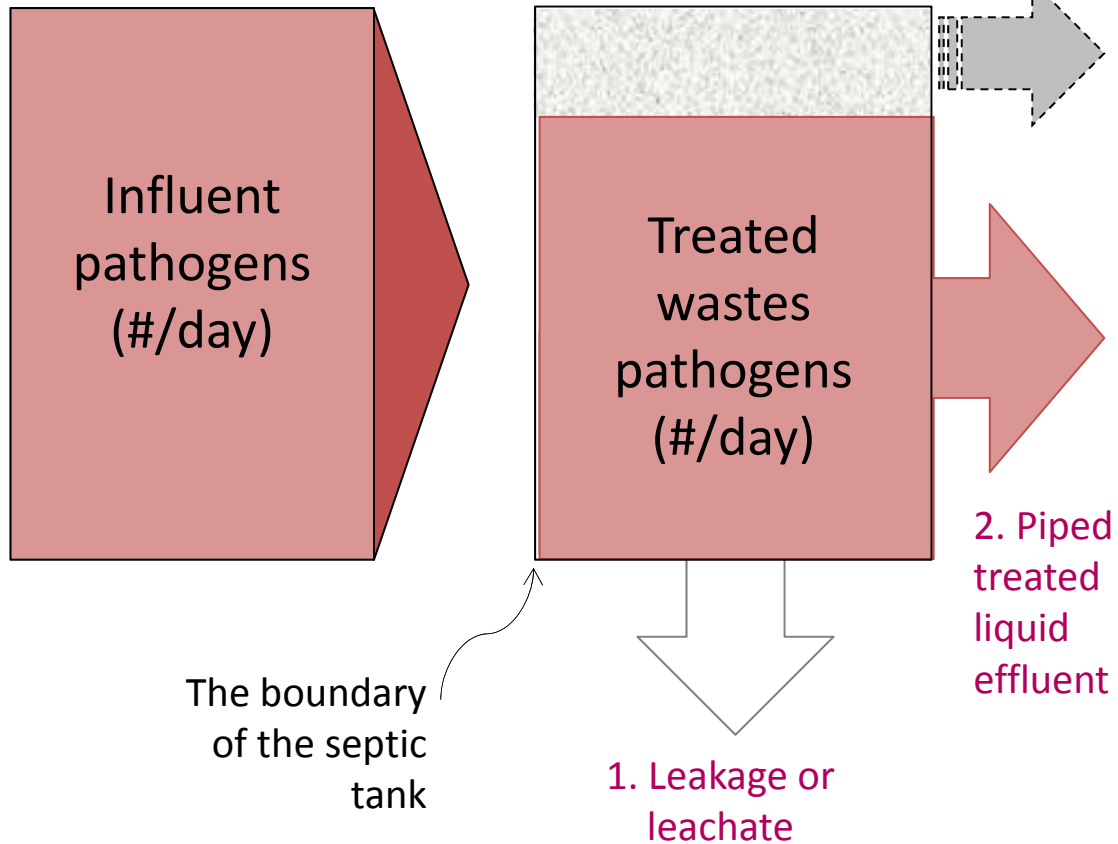 Influent
pathogens
(#/day)
Treated
wastes
pathogens
(#/day)
2. Piped
treated
liquid
effluent
The boundary
of the septic
tank
1. Leakage or
leachate